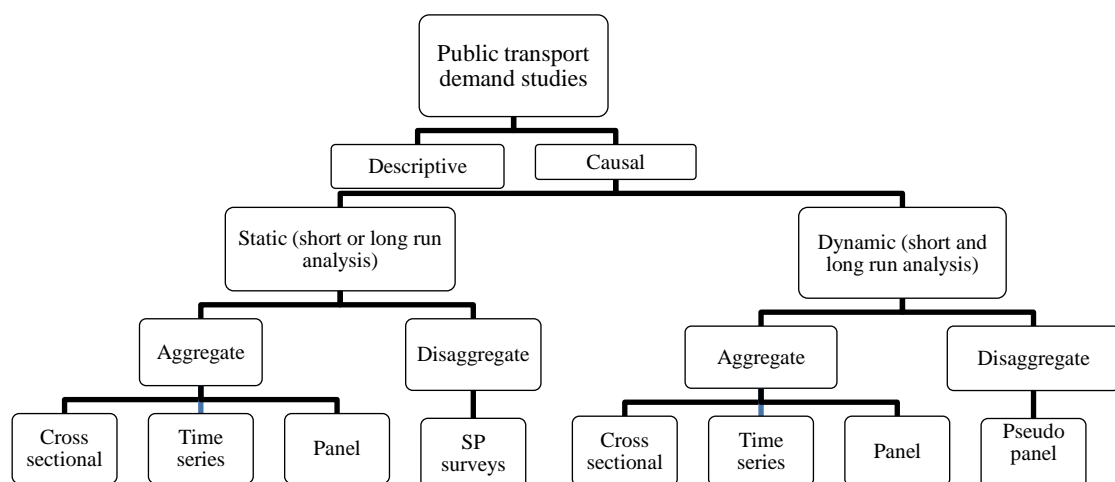 Public transport
demand studies
Descriptive
Causal
Static (short or long run
analysis)
Dynamic (short and
long run analysis)
Aggregate
Disaggregate
Aggregate
Disaggregate
Cross
sectional
Time
series
Panel
SP
surveys
Cross
sectional
Time
series
Panel
Pseudo
panel